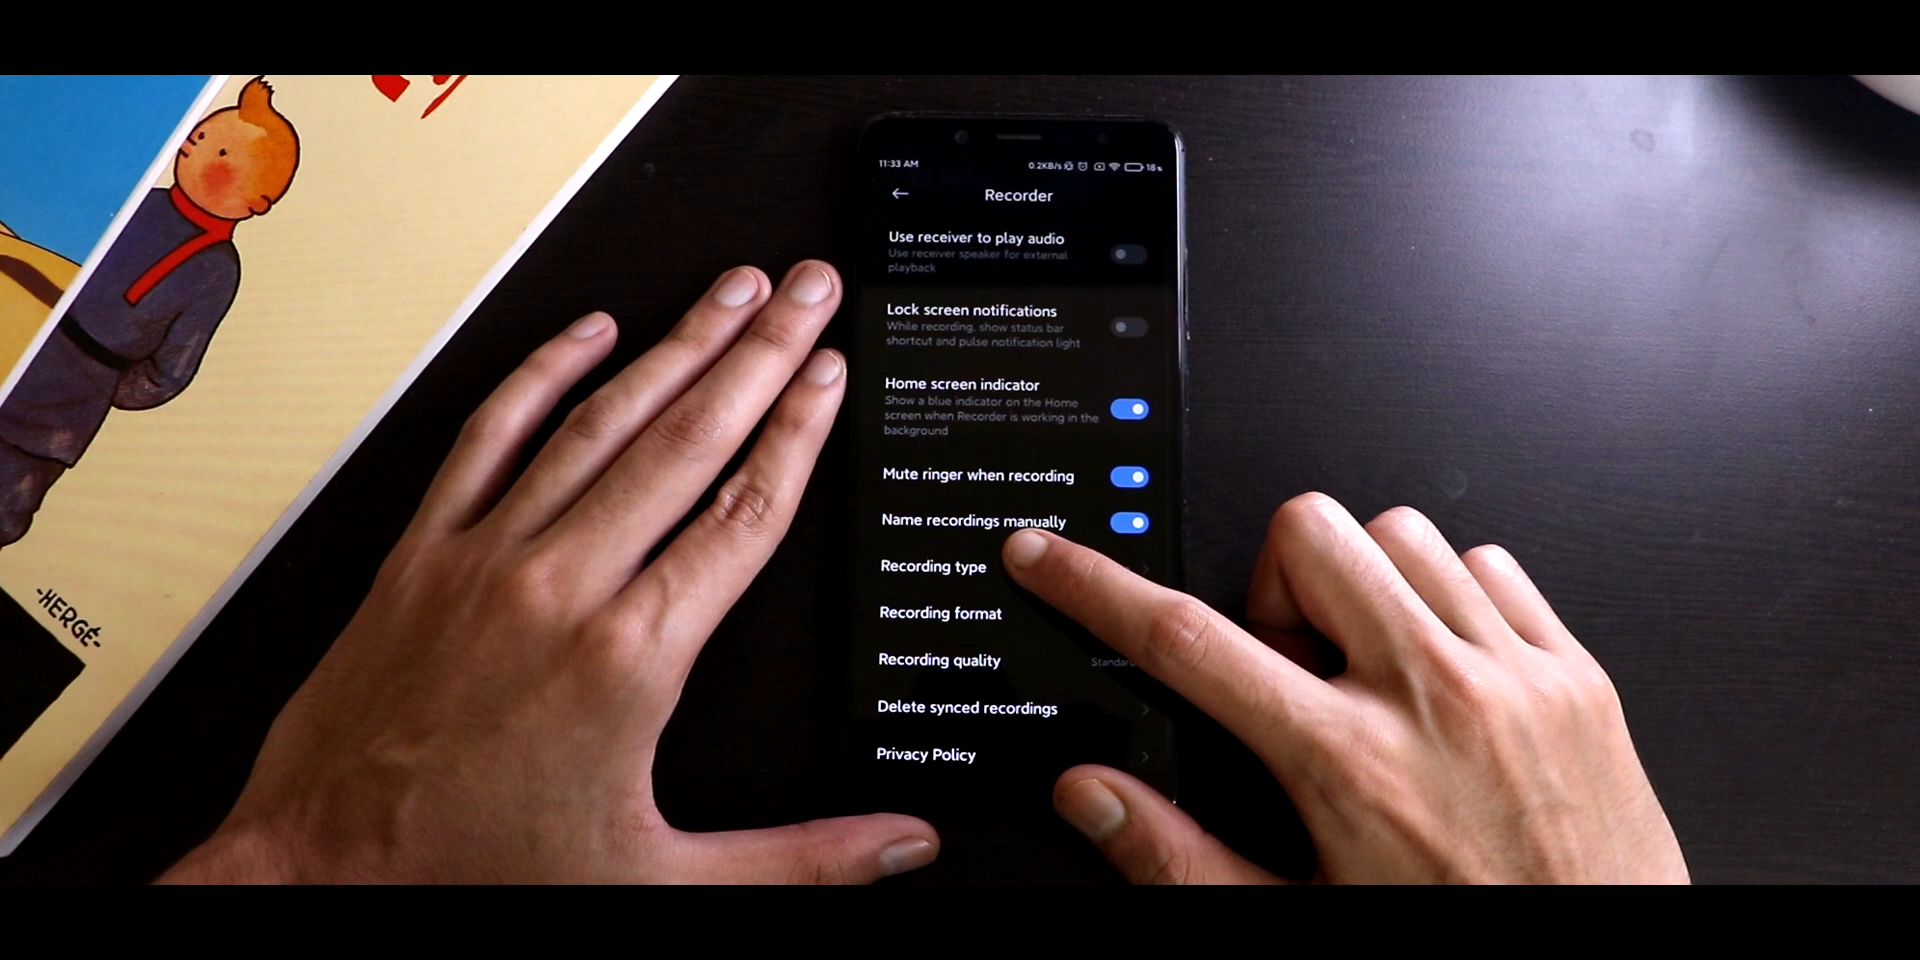 11:33 AM
0.2KB/s
18%
Recorder
Use receiver to play audio
Use receiver speaker for external
playback
Lock screen notifications
While recording, show status bar
shortcut and pulse notification light
Home screen indicator
Show a blue indicator on the Home
screen when Recorder is working in the
background
Mute ringer when recording
Name recordings manually
Recording type
Recording format
Recording quality
Delete synced recordings
Privacy Policy
-HERGÉ-